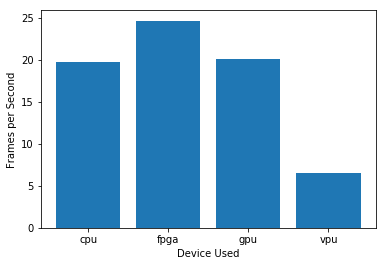 25
20
15
10
5
0
Frames per Second
cpu fpga gpu vpu
Device Used